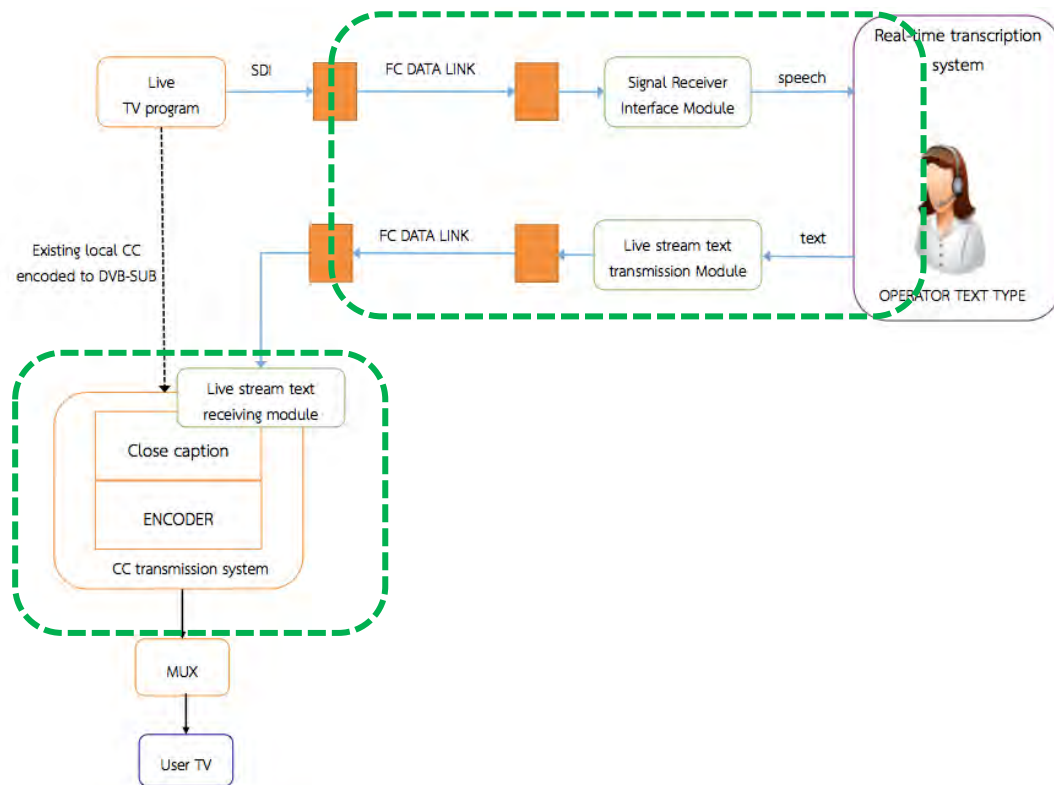 Real-time transcription
system
SDI
FC DATA LINK
Live
TV program
Signal Receiver
Interface Module
speech
Existing local CC
encoded to DVB-SUB
FC DATA LINK
Live stream text
transmission Module
text
OPERATOR TEXT TYPE
Live stream text
receiving module
Close caption
ENCODER
CC transmission system
MUX
User TV